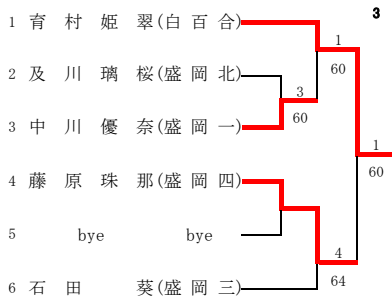 3
1 育 村 姫 翠(白 百 合)
1
60
2 及 川 璃 桜(盛 岡 北)
3
60
3 中 川 優 奈(盛 岡 一)
1
60
4 藤 原 珠 那(盛 岡 四)
5 bye bye
4
64
6 石 田 葵(盛 岡 三)